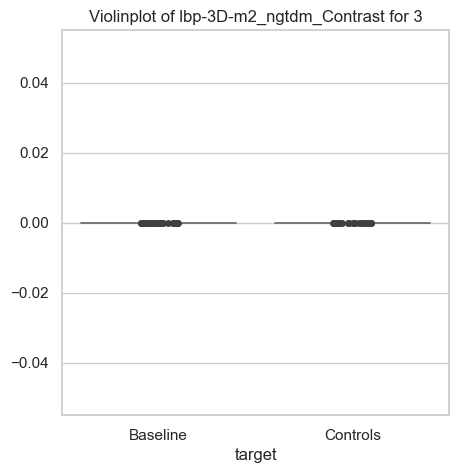 Violinplot of lbp-3D-m2_ngtdm_Contrast for 3
0.04
0.02
0.00
−0.02
−0.04
Baseline Controls
target